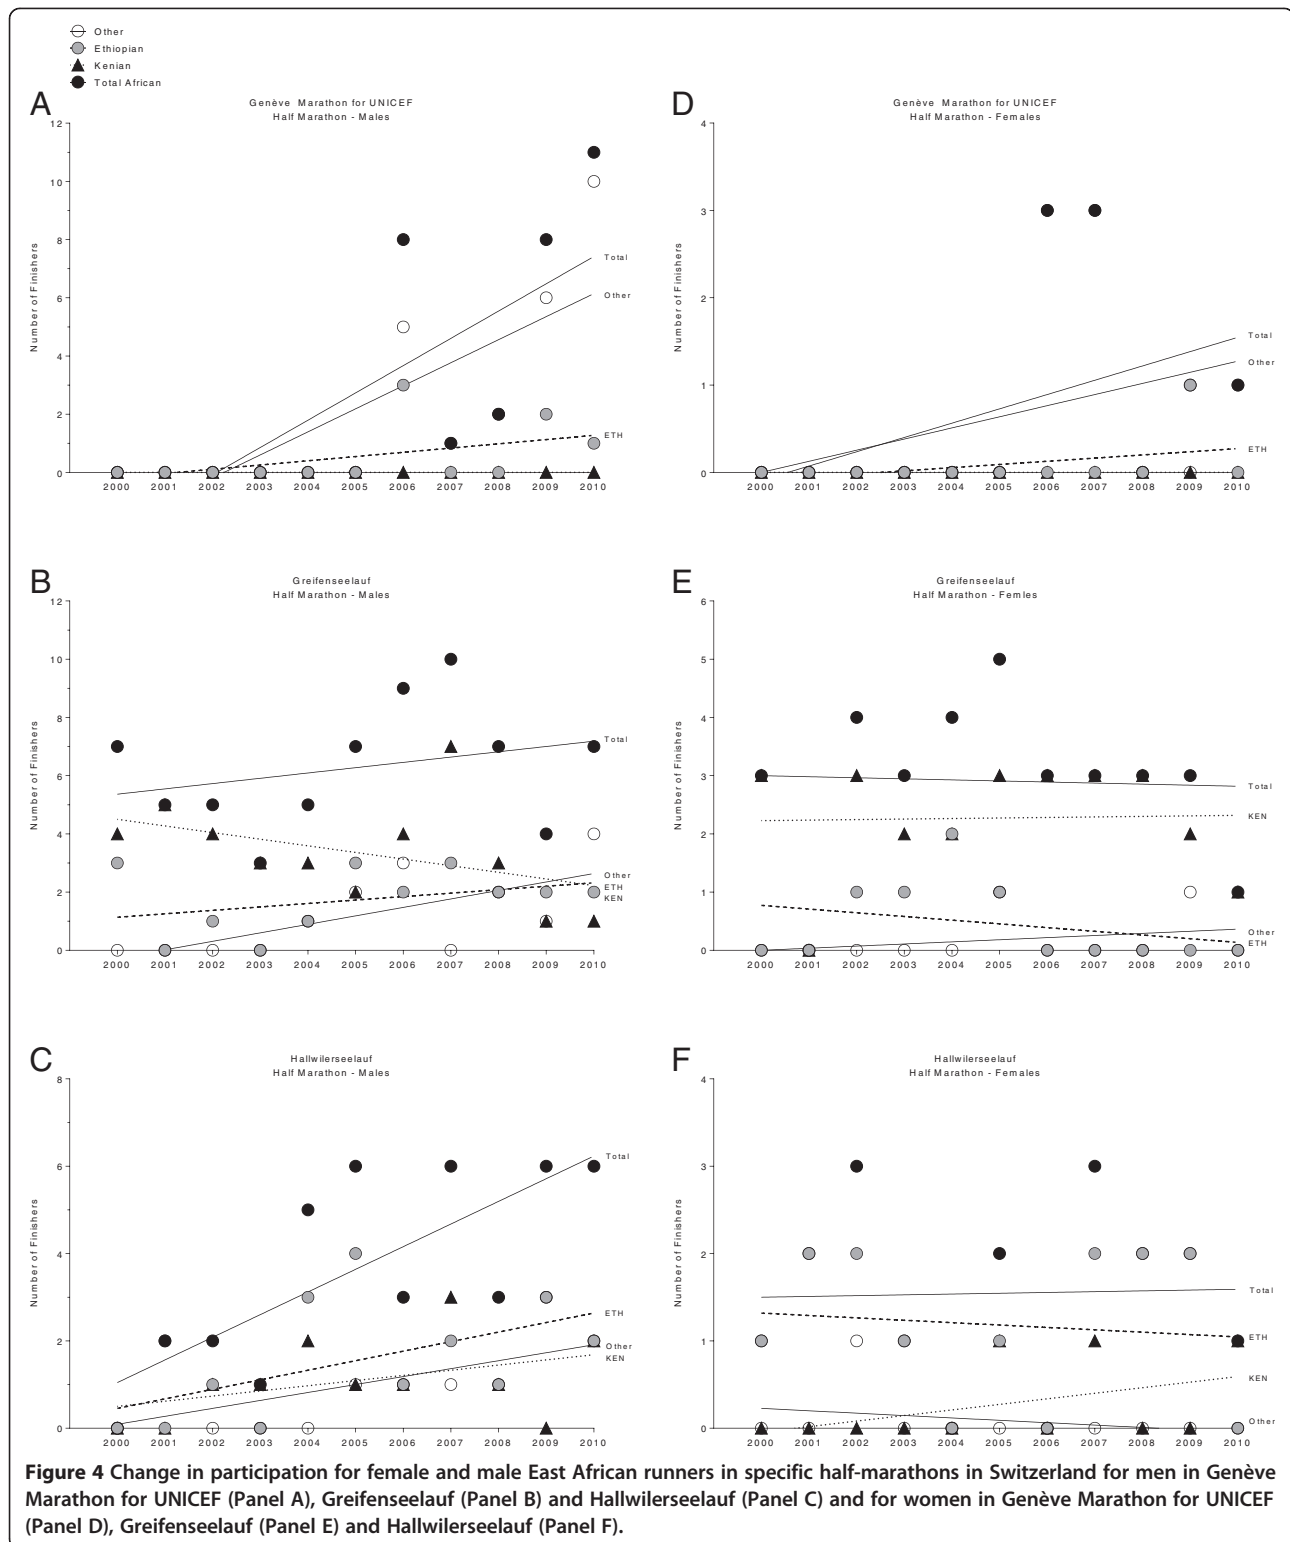 Other
Ethiopian
Kenian
Total African
A
Genève Marathon for UNICEF
Half Marathon - Males
Number of Finishers
12
10
8
6
4
2
0
2000 2001 2002 2003 2004 2005 2006 2007 2008 2009 2010
Total
Other
ETH
D
Genève Marathon for UNICEF
Half Marathon - Females
Number of Finishers
4
3
2
1
0
2000 2001 2002 2003 2004 2005 2006 2007 2008 2009 2010
Total
Other
ETH
B
Greifenseelauf
Half Marathon - Males
Number of Finishers
12
10
8
6
4
2
0
2000 2001 2002 2003 2004 2005 2006 2007 2008 2009 2010
Total
Other
ETH
KEN
E
Greifenseelauf
Half Marathon - Femles
Number of Finishers
6
5
4
3
2
1
0
2000 2001 2002 2003 2004 2005 2006 2007 2008 2009 2010
Total
KEN
Other
ETH
C
Hallwilerseelauf
Half Marathon - Males
Number of Finishers
8
6
4
2
0
2000 2001 2002 2003 2004 2005 2006 2007 2008 2009 2010
Total
ETH
Other
KEN
F
Hallwilerseelauf
Half Marathon - Females
Number of Finishers
4
3
2
1
0
2000 2001 2002 2003 2004 2005 2006 2007 2008 2009 2010
Total
ETH
KEN
Other
Figure 4 Change in participation for female and male East African runners in specific half-marathons in Switzerland for men in Genève
Marathon for UNICEF (Panel A), Greifenseelauf (Panel B) and Hallwilerseelauf (Panel C) and for women in Genève Marathon for UNICEF
(Panel D), Greifenseelauf (Panel E) and Hallwilerseelauf (Panel F).